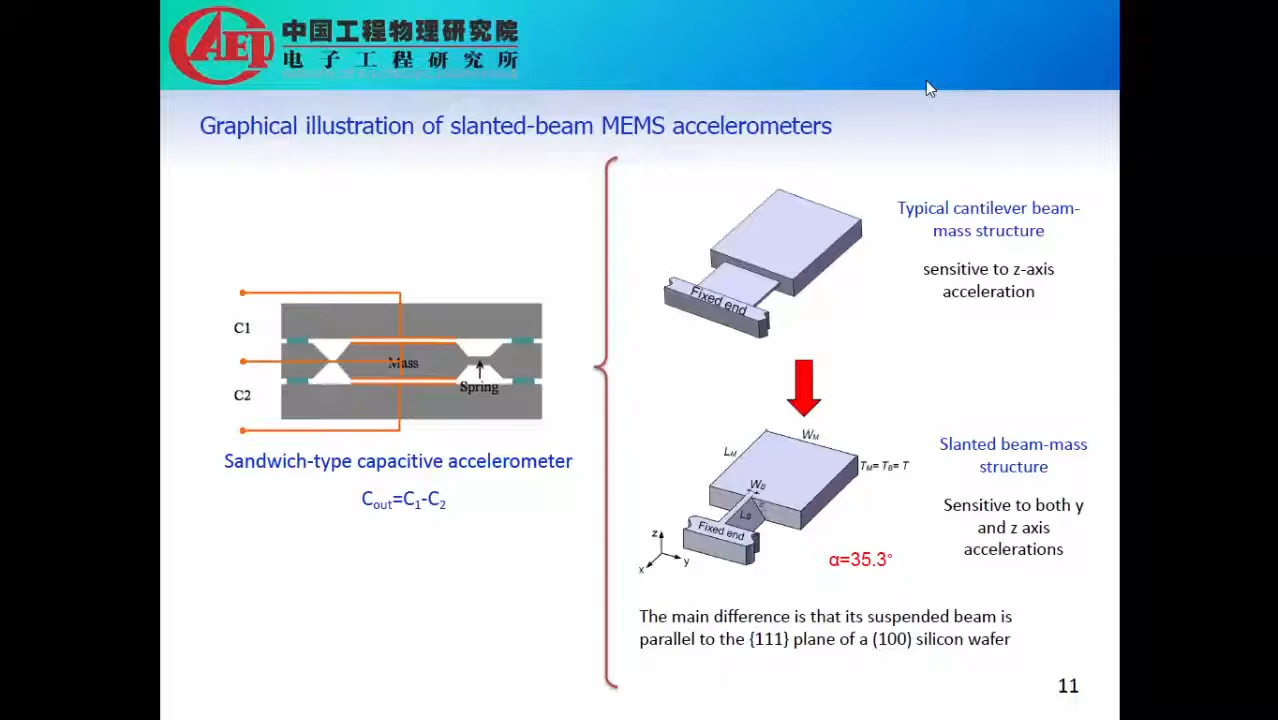 CAEP
中国工程物理研究院
电子工程研究所
Graphical illustration of slanted-beam MEMS accelerometers
C1
C2
Mass
Spring
Sandwich-type capacitive accelerometer
Cout=C1-C2
Fixed end
Typical cantilever beam-
mass structure
sensitive to z-axis
acceleration
WM
LM
TM= TB= T
WB
LB
Fixed end
z
y
x
α=35.3°
Slanted beam-mass
structure
Sensitive to both y
and z axis
accelerations
The main difference is that its suspended beam is
parallel to the {111} plane of a (100) silicon wafer
11